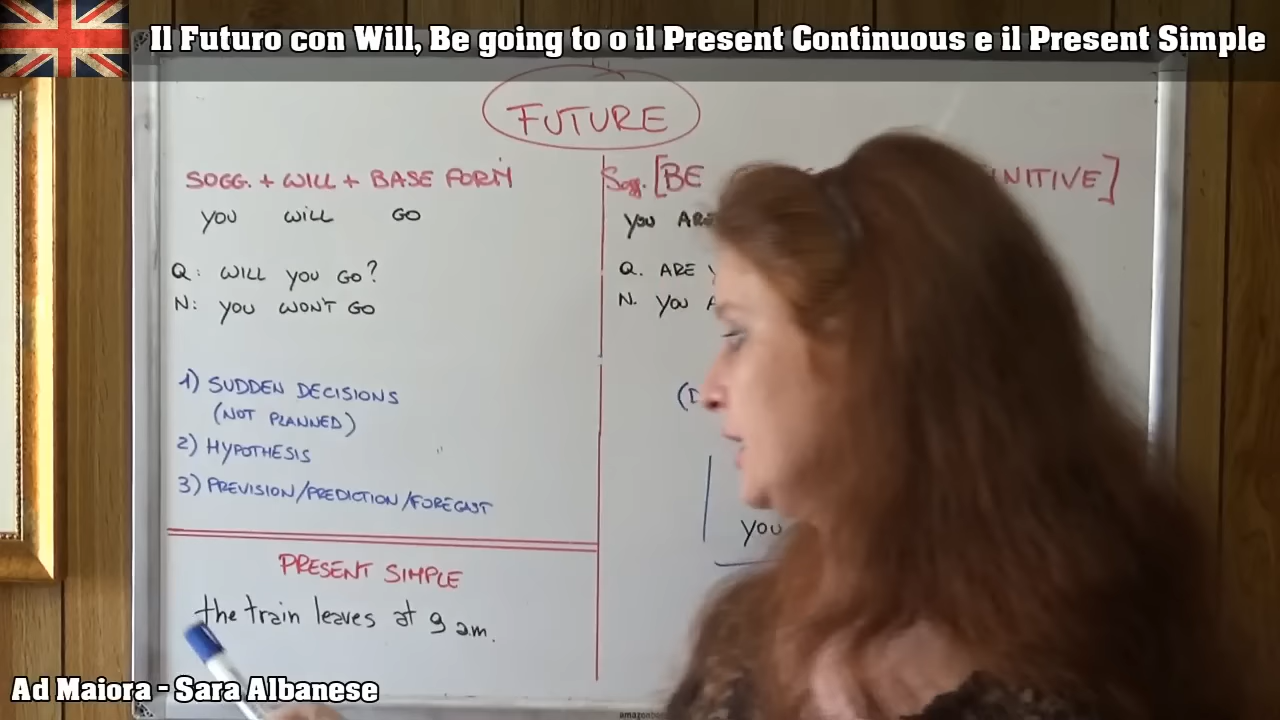 Il Futuro con Will, Be going to o il Present Continuous e il Present Simple
FUTURE
SOGG. + WILL + BASE FORM
YOU WILL GO
Q: WILL YOU GO?
N: YOU WON'T GO
1) SUDDEN DECISIONS
(NOT PLANNED)
2) HYPOTHESIS
3) PREVISION/PREDICTION/FORECAST
PRESENT SIMPLE
the train leaves at 9 a.m.
Sogg. [BE
YOU ARE
Q. ARE
N. YOU
YOU
Ad Maiora - Sara Albanese